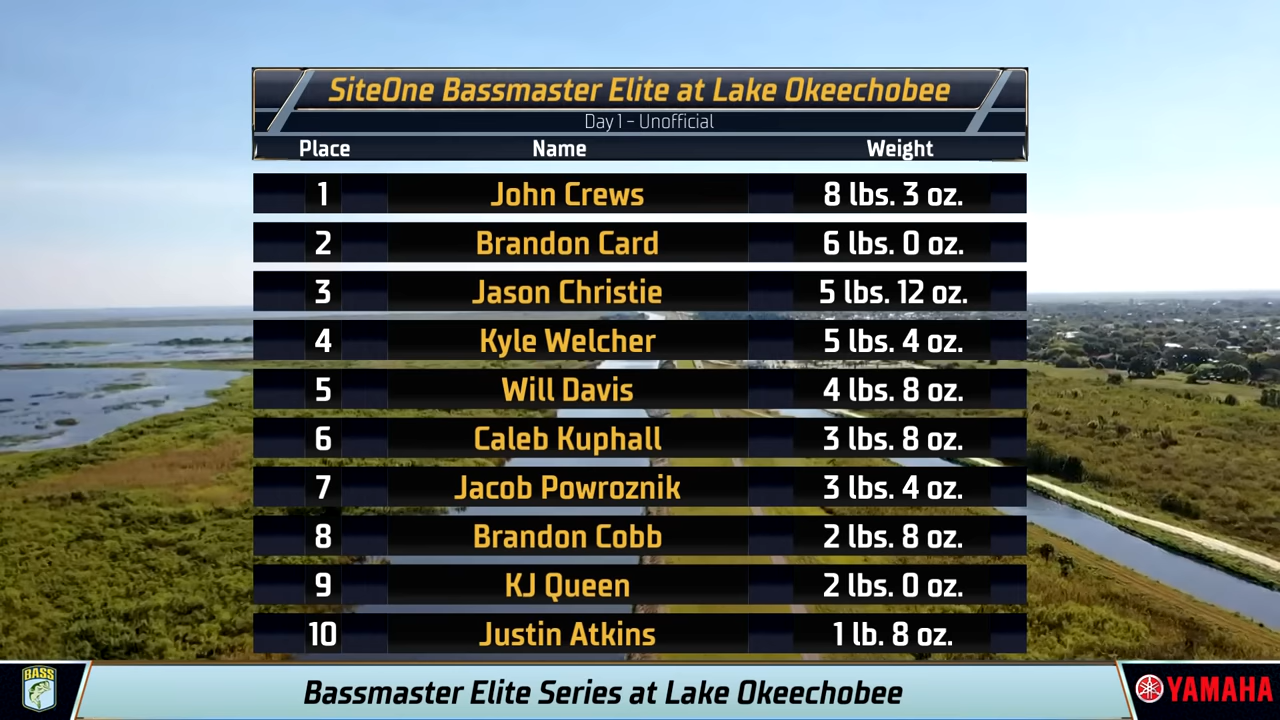 SiteOne Bassmaster Elite at Lake Okeechobee
Day 1 - Unofficial
Place Name Weight
1 John Crews 8 lbs. 3 oz.
2 Brandon Card 6 lbs. 0 oz.
3 Jason Christie 5 lbs. 12 oz.
4 Kyle Welcher 5 lbs. 4 oz.
5 Will Davis 4 lbs. 8 oz.
6 Caleb Kuphall 3 lbs. 8 oz.
7 Jacob Powroznik 3 lbs. 4 oz.
8 Brandon Cobb 2 lbs. 8 oz.
9 KJ Queen 2 lbs. 0 oz.
10 Justin Atkins 1 lb. 8 oz.
BASS
Bassmaster Elite Series at Lake Okeechobee
YAMAHA